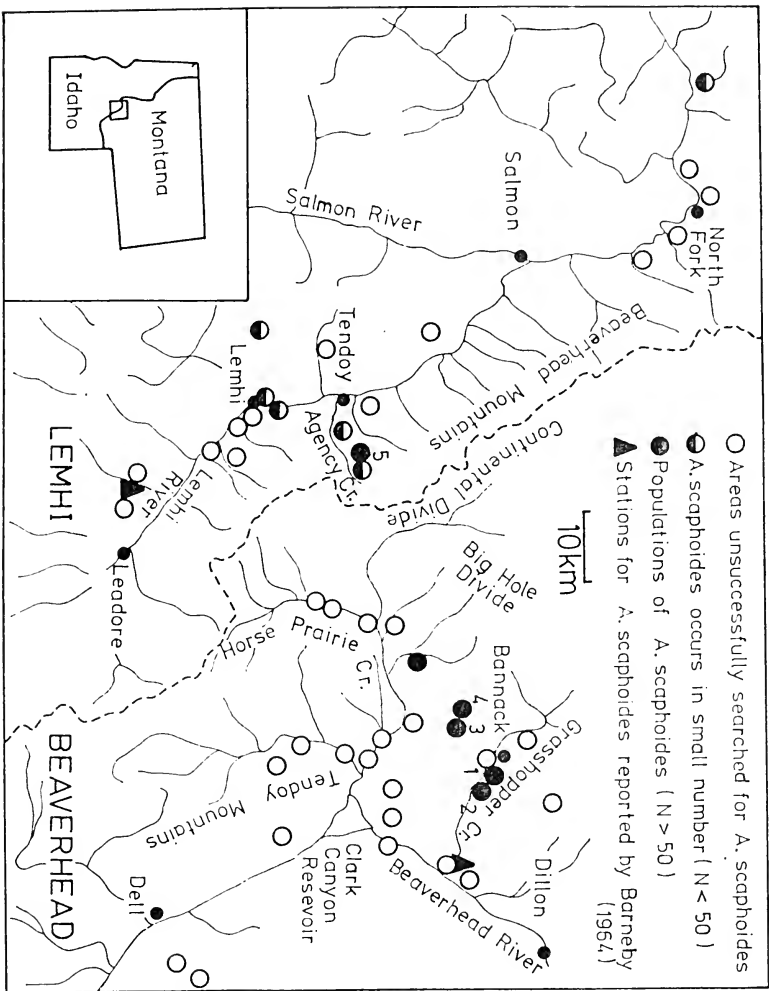 Areas unsuccessfully searched for A. scaphoides
A. scaphoides occurs in small number (N < 50)
Populations of A. scaphoides (N > 50)
Stations for A. scaphoides reported by Barneby
(1964)
10km
Idaho
Montana
North
Fork
Salmon
Salmon River
Beaverhead
Mountains
Continental Divide
Tendoy
Agency Cr.
5
Lemhi
Lemhi
River
LEMHI
Leadore
Big Hole
Divide
Horse Prairie Cr.
Bannack
Grasshopper
Cr.
4
3
1
2
Dillon
Beaverhead River
Clark
Canyon
Resevoir
Tendoy
Mountains
Dell
BEAVERHEAD